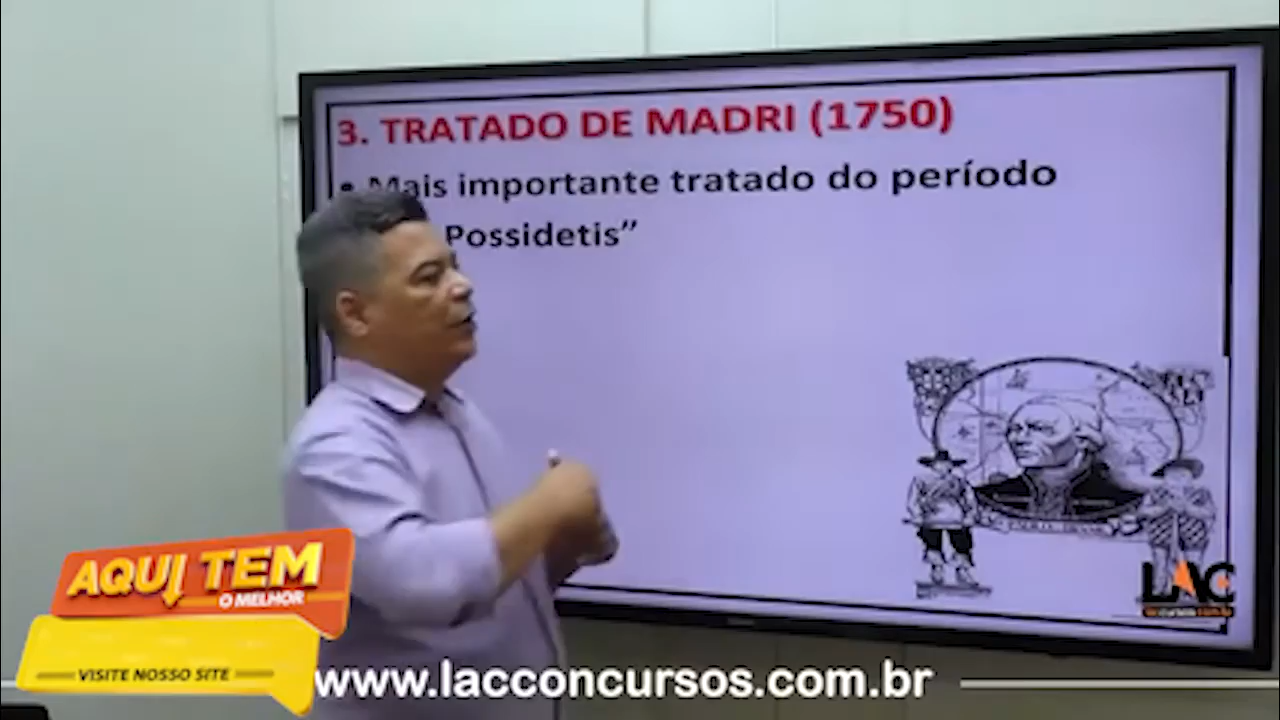 3. TRATADO DE MADRI (1750)
• Mais importante tratado do período
Possidetis”
LAC
AQUI TEM
O MELHOR
VISITE NOSSO SITE
www.lacconcursos.com.br